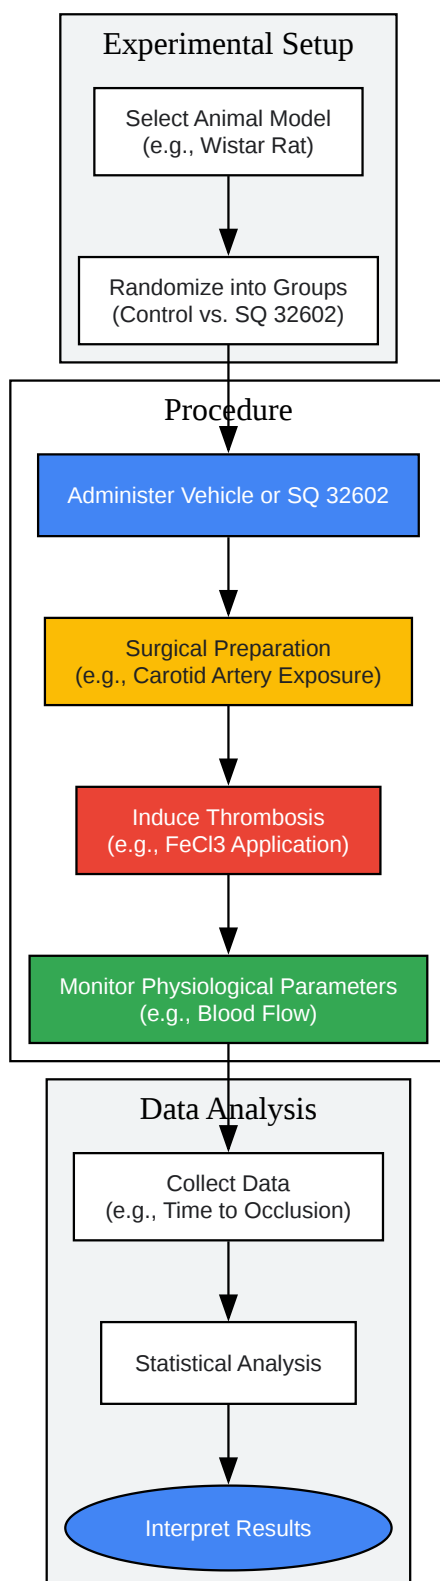 Experimental Setup
Select Animal Model
(e.g., Wistar Rat)
Randomize into Groups
(Control vs. SQ 32602)
Procedure
Administer Vehicle or SQ 32602
Surgical Preparation
(e.g., Carotid Artery Exposure)
Induce Thrombosis
(e.g., FeCl3 Application)
Monitor Physiological Parameters
(e.g., Blood Flow)
Data Analysis
Collect Data
(e.g., Time to Occlusion)
Statistical Analysis
Interpret Results